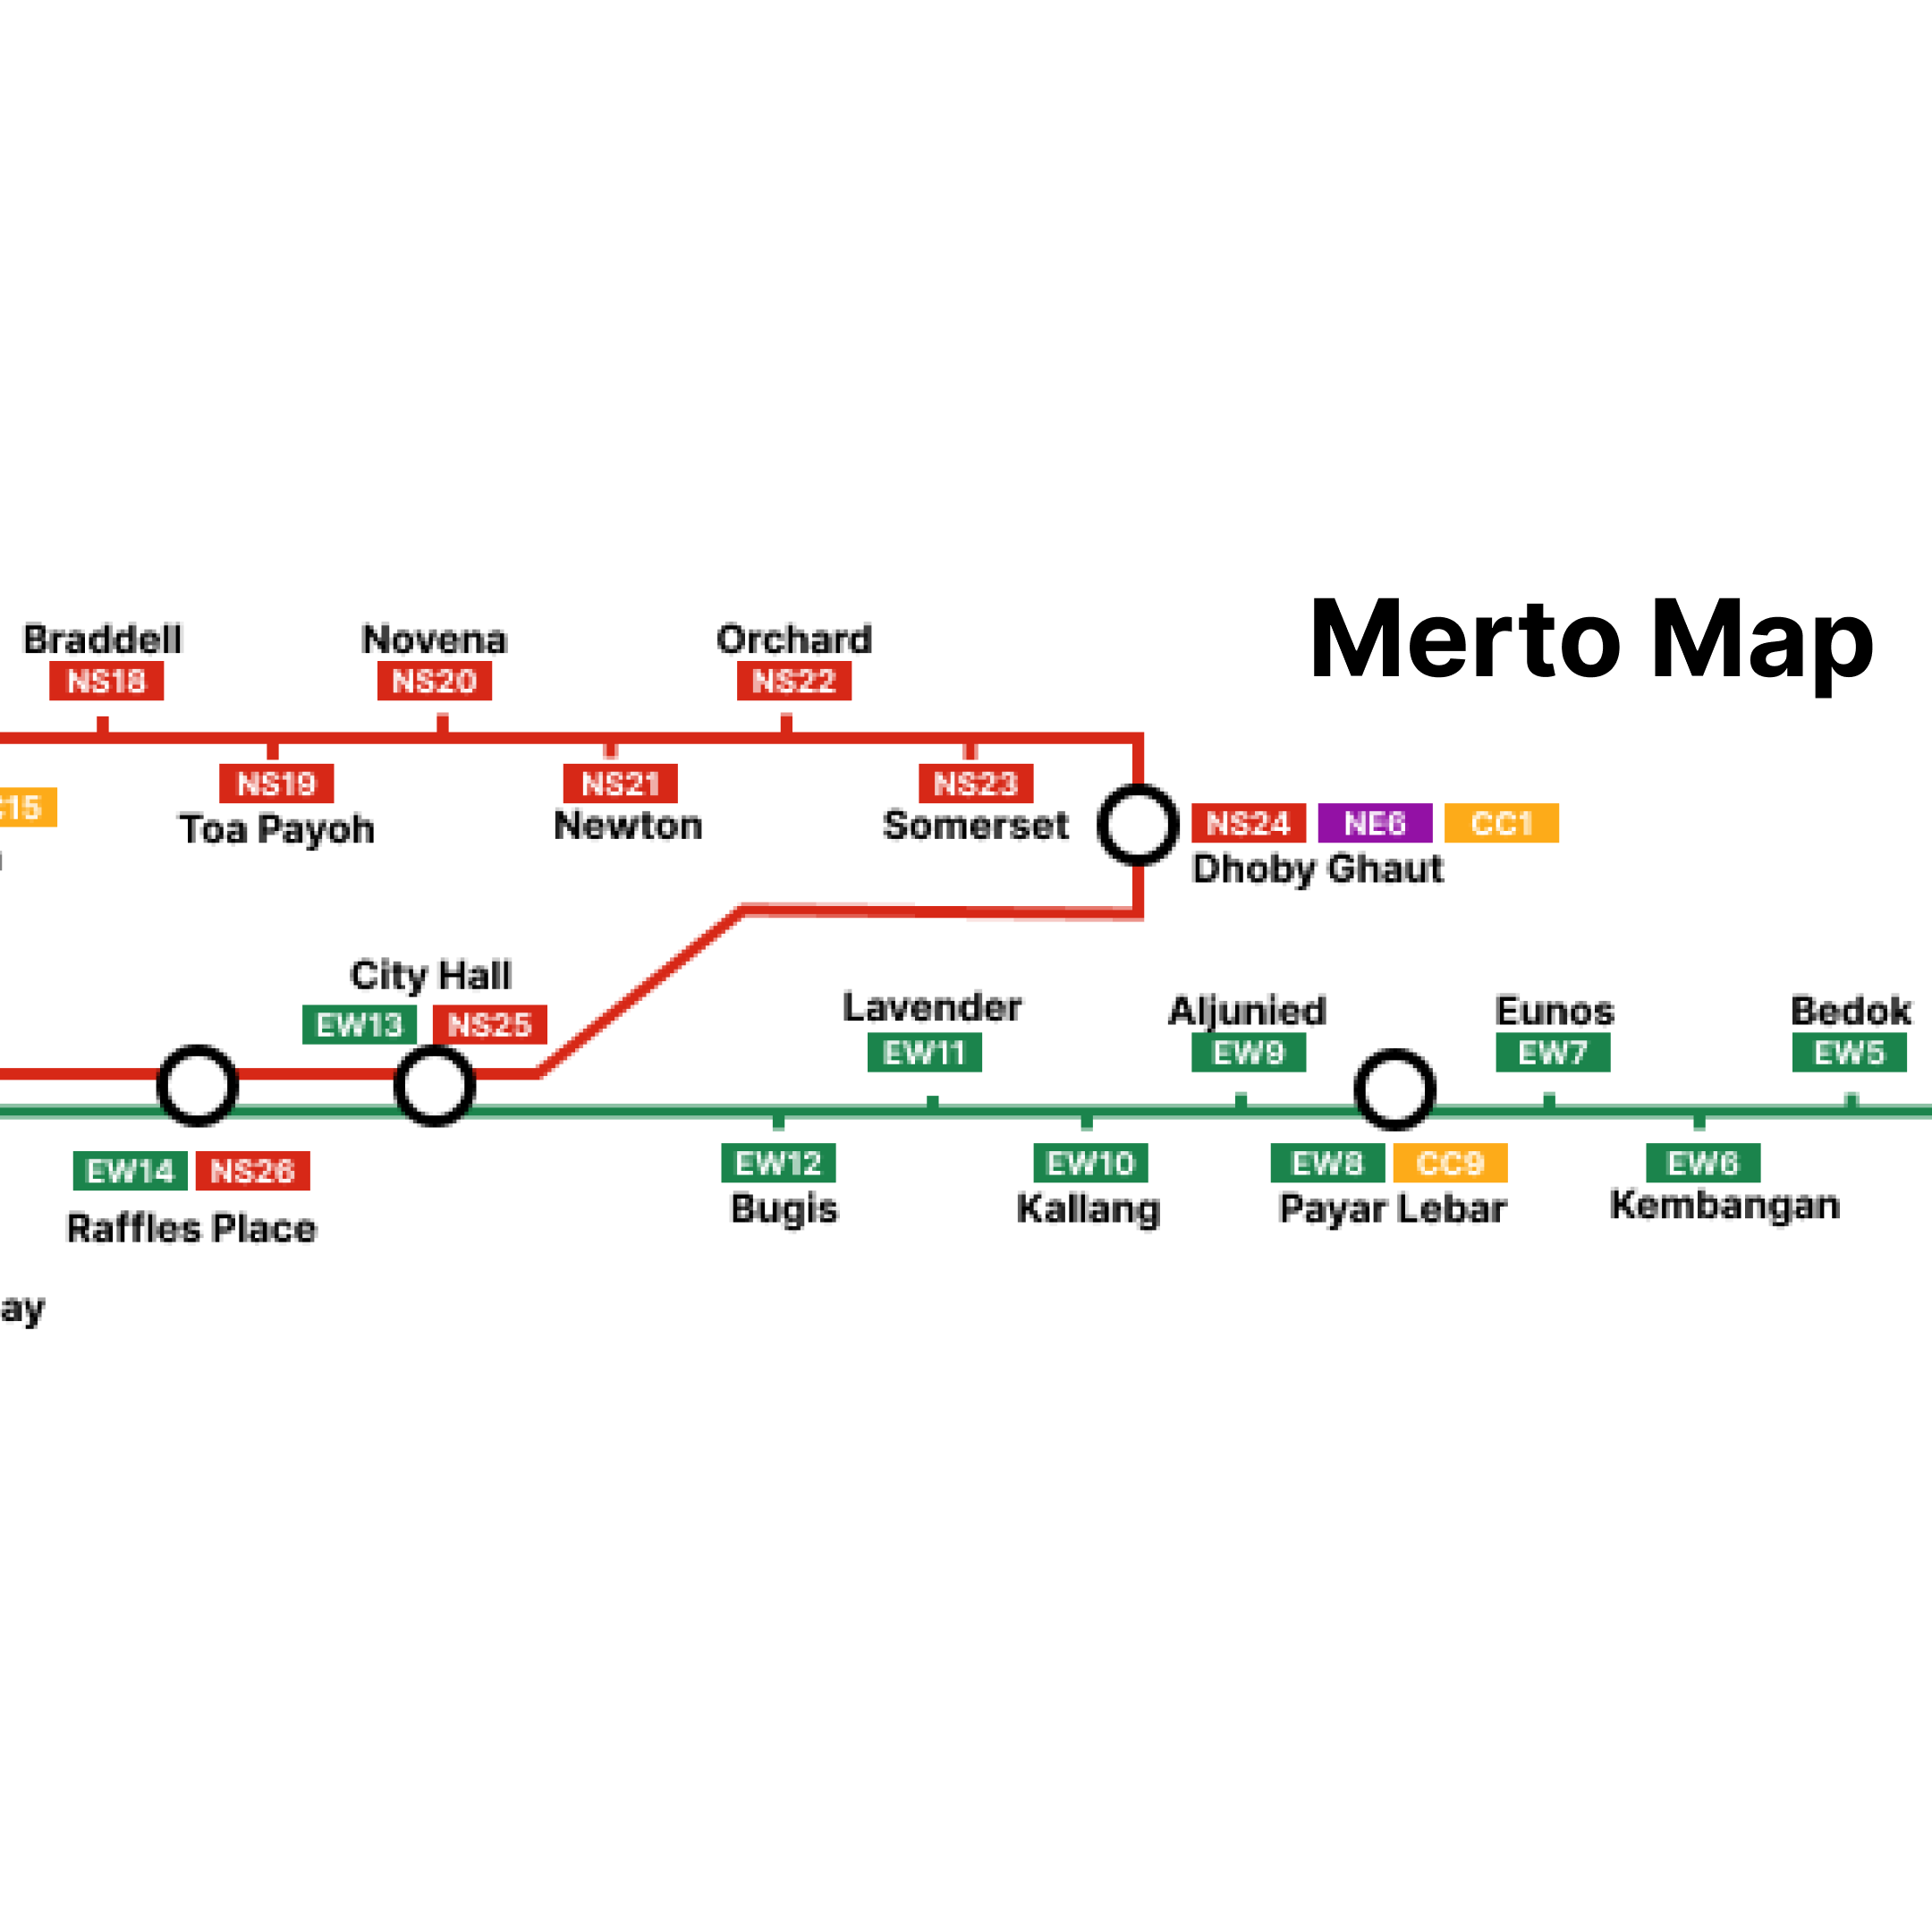 Merto Map
Braddell
NS18
Novena
NS20
Orchard
NS22
NS19
Toa Payoh
NS21
Newton
NS23
Somerset
15
NS24 NE6 CC1
Dhoby Ghaut
City Hall
EW13 NS25
Lavender
EW11
Aljunied
EW9
Eunos
EW7
Bedok
EW5
EW14 NS26
Raffles Place
EW12
Bugis
EW10
Kallang
EW8 CC9
Payar Lebar
EW6
Kembangan
ay